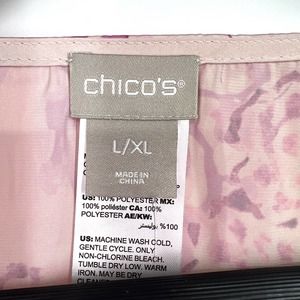 chico's®
L/XL
MADE IN
CHINA
US: 100% POLYESTER MX:
100% poliéster CA: 100%
POLYESTER AE/KW:
%100 بوليستر
US: MACHINE WASH COLD,
GENTLE CYCLE. ONLY
NON-CHLORINE BLEACH.
TUMBLE DRY LOW. WARM
IRON. MAY BE DRY